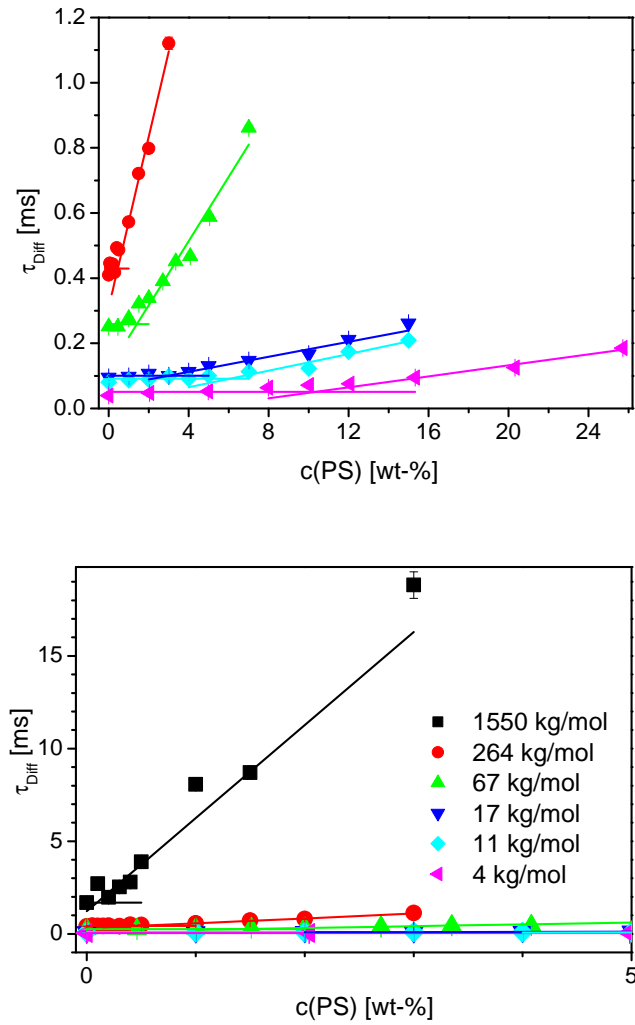 1.2
1.0
0.8
0.6
0.4
0.2
0.0
τDiff [ms]
0 4 8 12 16 20 24
c(PS) [wt-%]
15
10
5
0
τDiff [ms]
1550 kg/mol
264 kg/mol
67 kg/mol
17 kg/mol
11 kg/mol
4 kg/mol
0 5
c(PS) [wt-%]